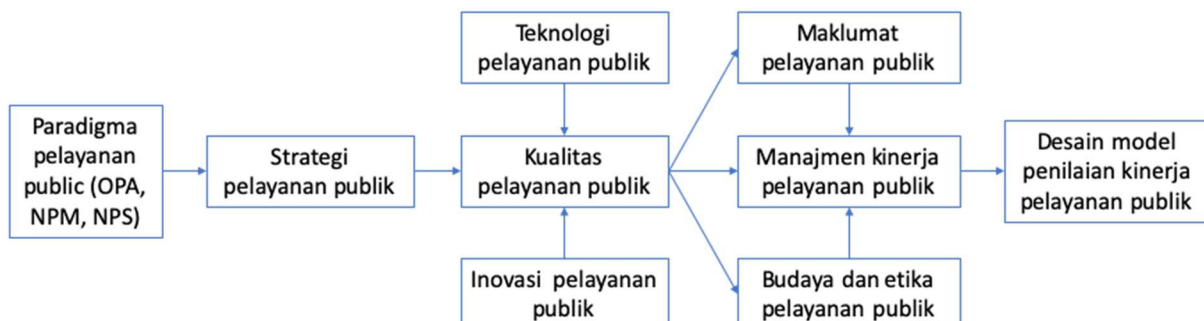 Teknologi
pelayanan publik
Maklumat
pelayanan publik
Paradigma
pelayanan
public (OPA,
NPM, NPS)
Strategi
pelayanan publik
Kualitas
pelayanan publik
Manajmen kinerja
pelayanan publik
Desain model
penilaian kinerja
pelayanan publik
Inovasi pelayanan
publik
Budaya dan etika
pelayanan publik